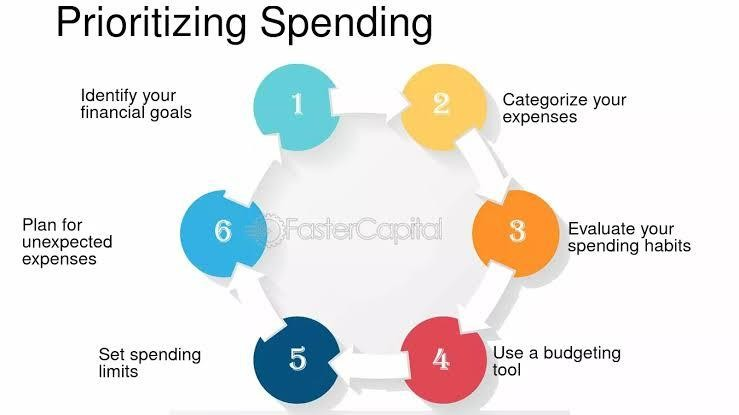 Prioritizing Spending
1
Identify your
financial goals
2
Categorize your
expenses
3
Evaluate your
spending habits
4
Use a budgeting
tool
5
Set spending
limits
6
Plan for
unexpected
expenses
FasterCapital